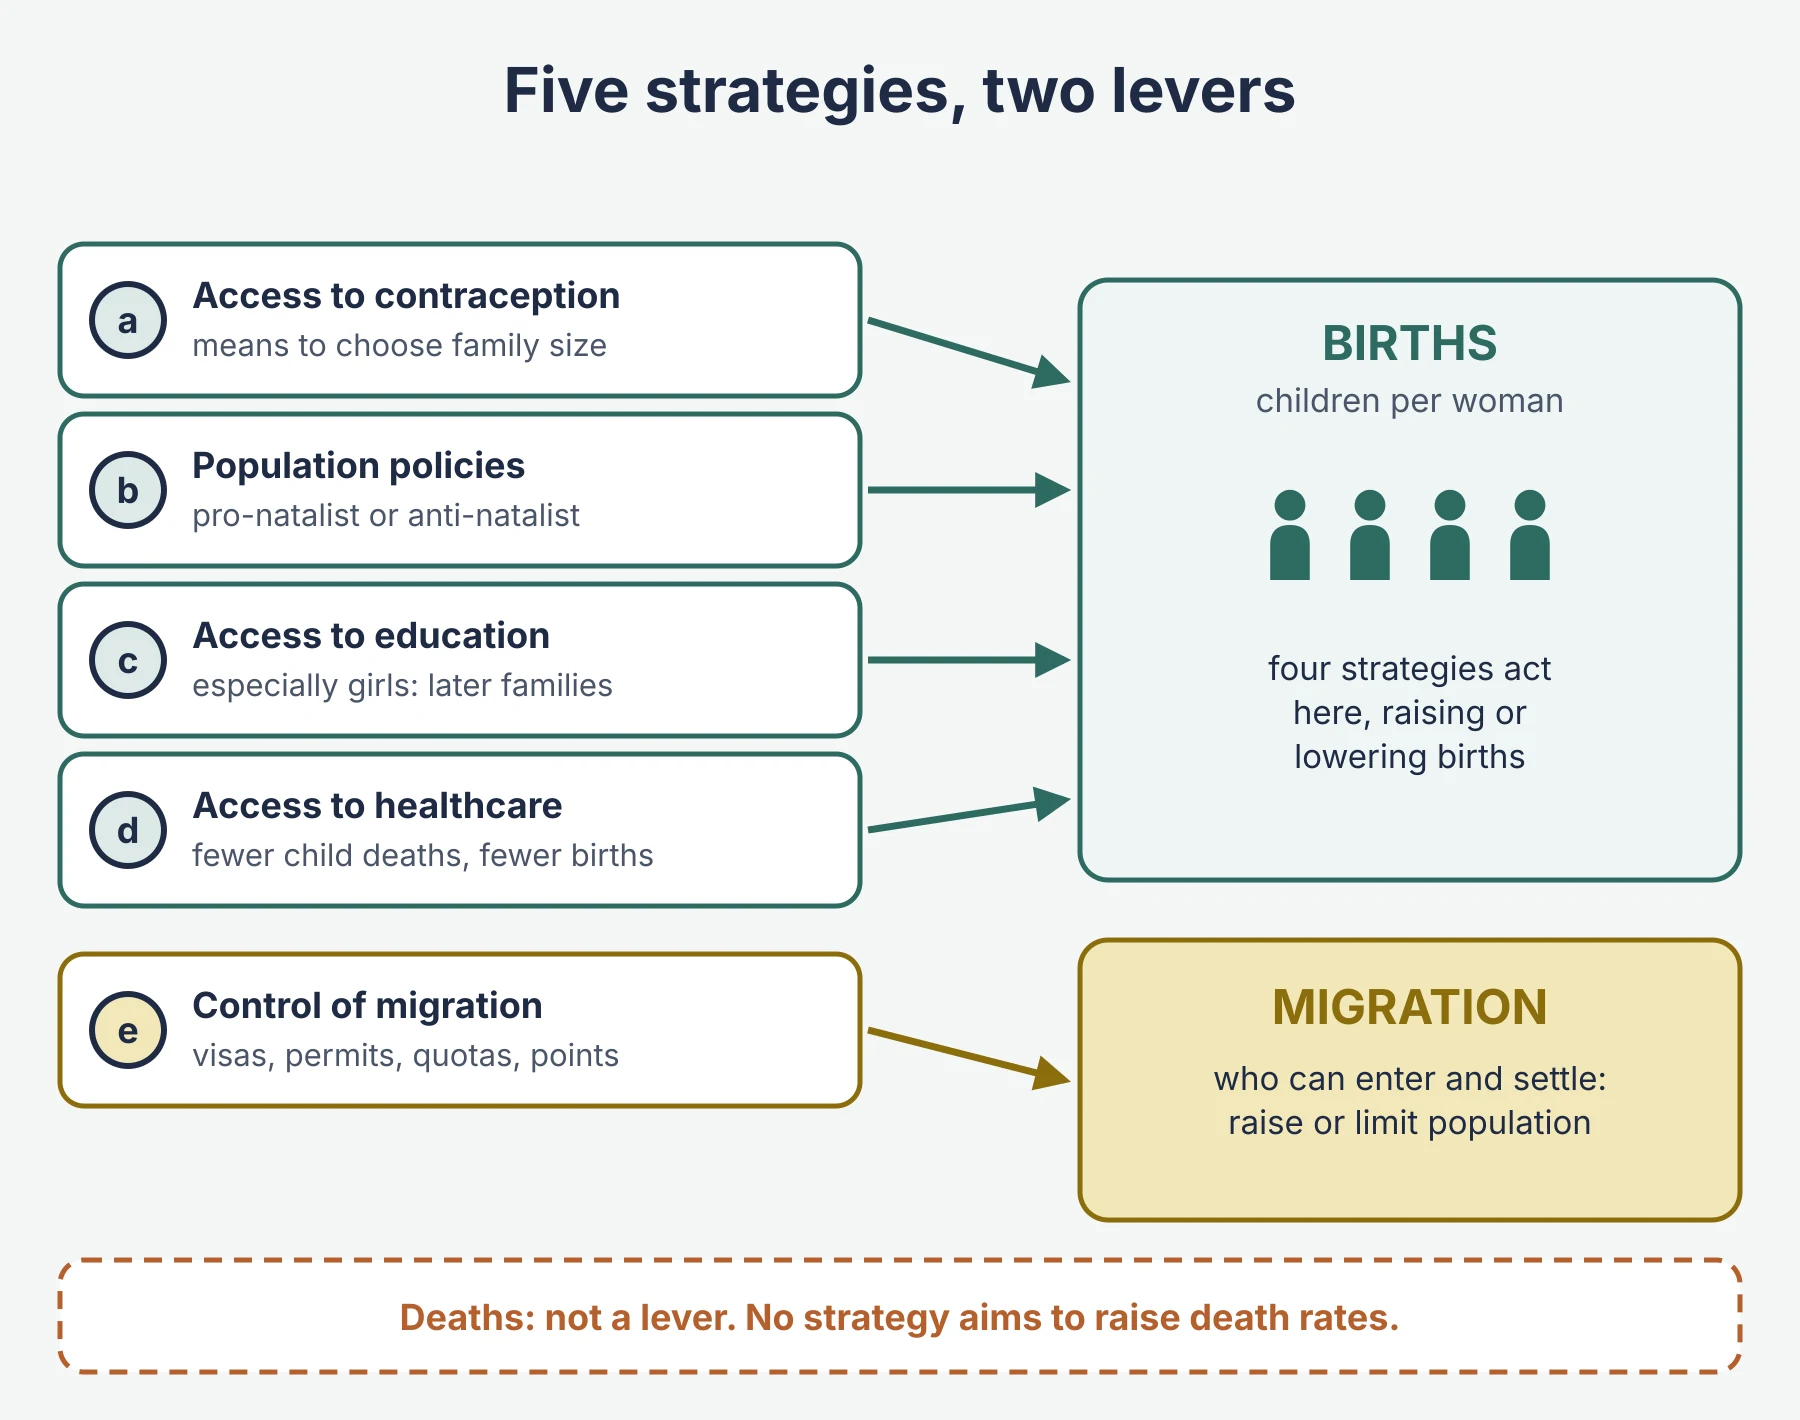 Five strategies, two levers
a
Access to contraception
means to choose family size
b
Population policies
pro-natalist or anti-natalist
c
Access to education
especially girls: later families
d
Access to healthcare
fewer child deaths, fewer births
e
Control of migration
visas, permits, quotas, points
BIRTHS
children per woman
four strategies act
here, raising or
lowering births
MIGRATION
who can enter and settle:
raise or limit population
Deaths: not a lever. No strategy aims to raise death rates.